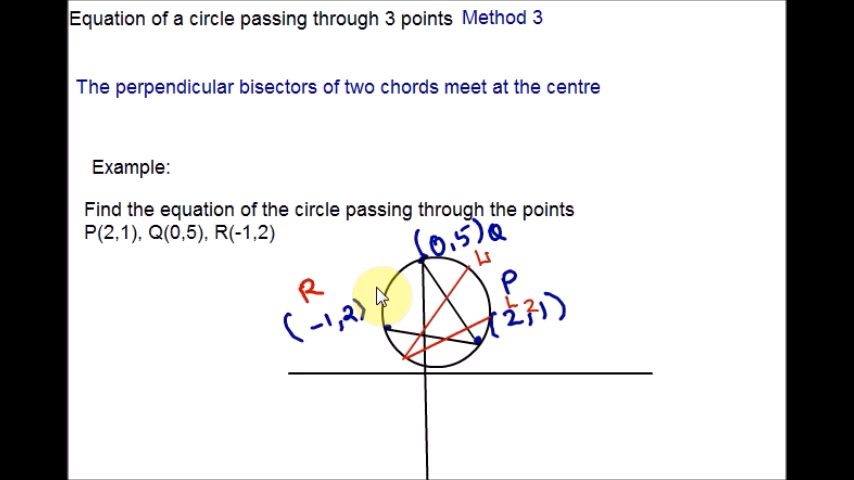 Equation of a circle passing through 3 points Method 3
The perpendicular bisectors of two chords meet at the centre
Example:
Find the equation of the circle passing through the points
P(2,1), Q(0,5), R(-1,2)
(0,5) Q
R
P
(-1,2)
(2,1)